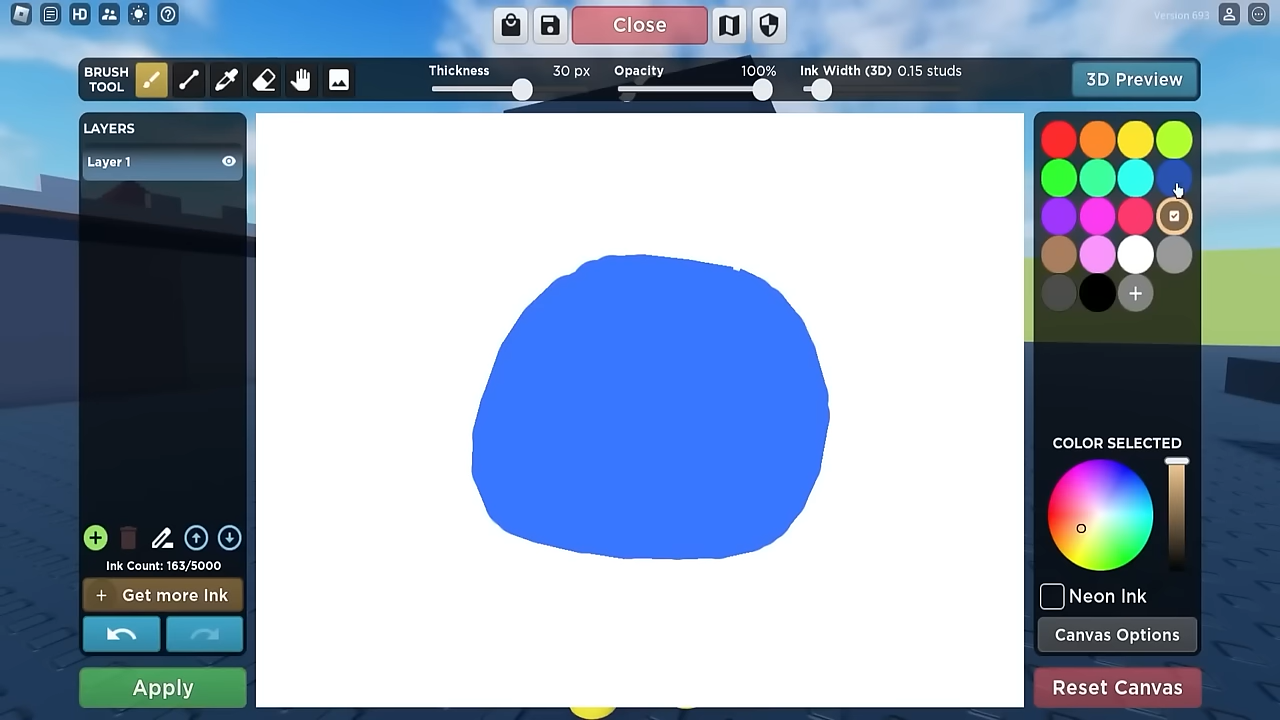 HD
Close
Version 693
BRUSH TOOL
Thickness 30 px
Opacity 100%
Ink Width (3D) 0.15 studs
3D Preview
LAYERS
Layer 1
Ink Count: 163/5000
+ Get more Ink
Apply
COLOR SELECTED
Neon Ink
Canvas Options
Reset Canvas